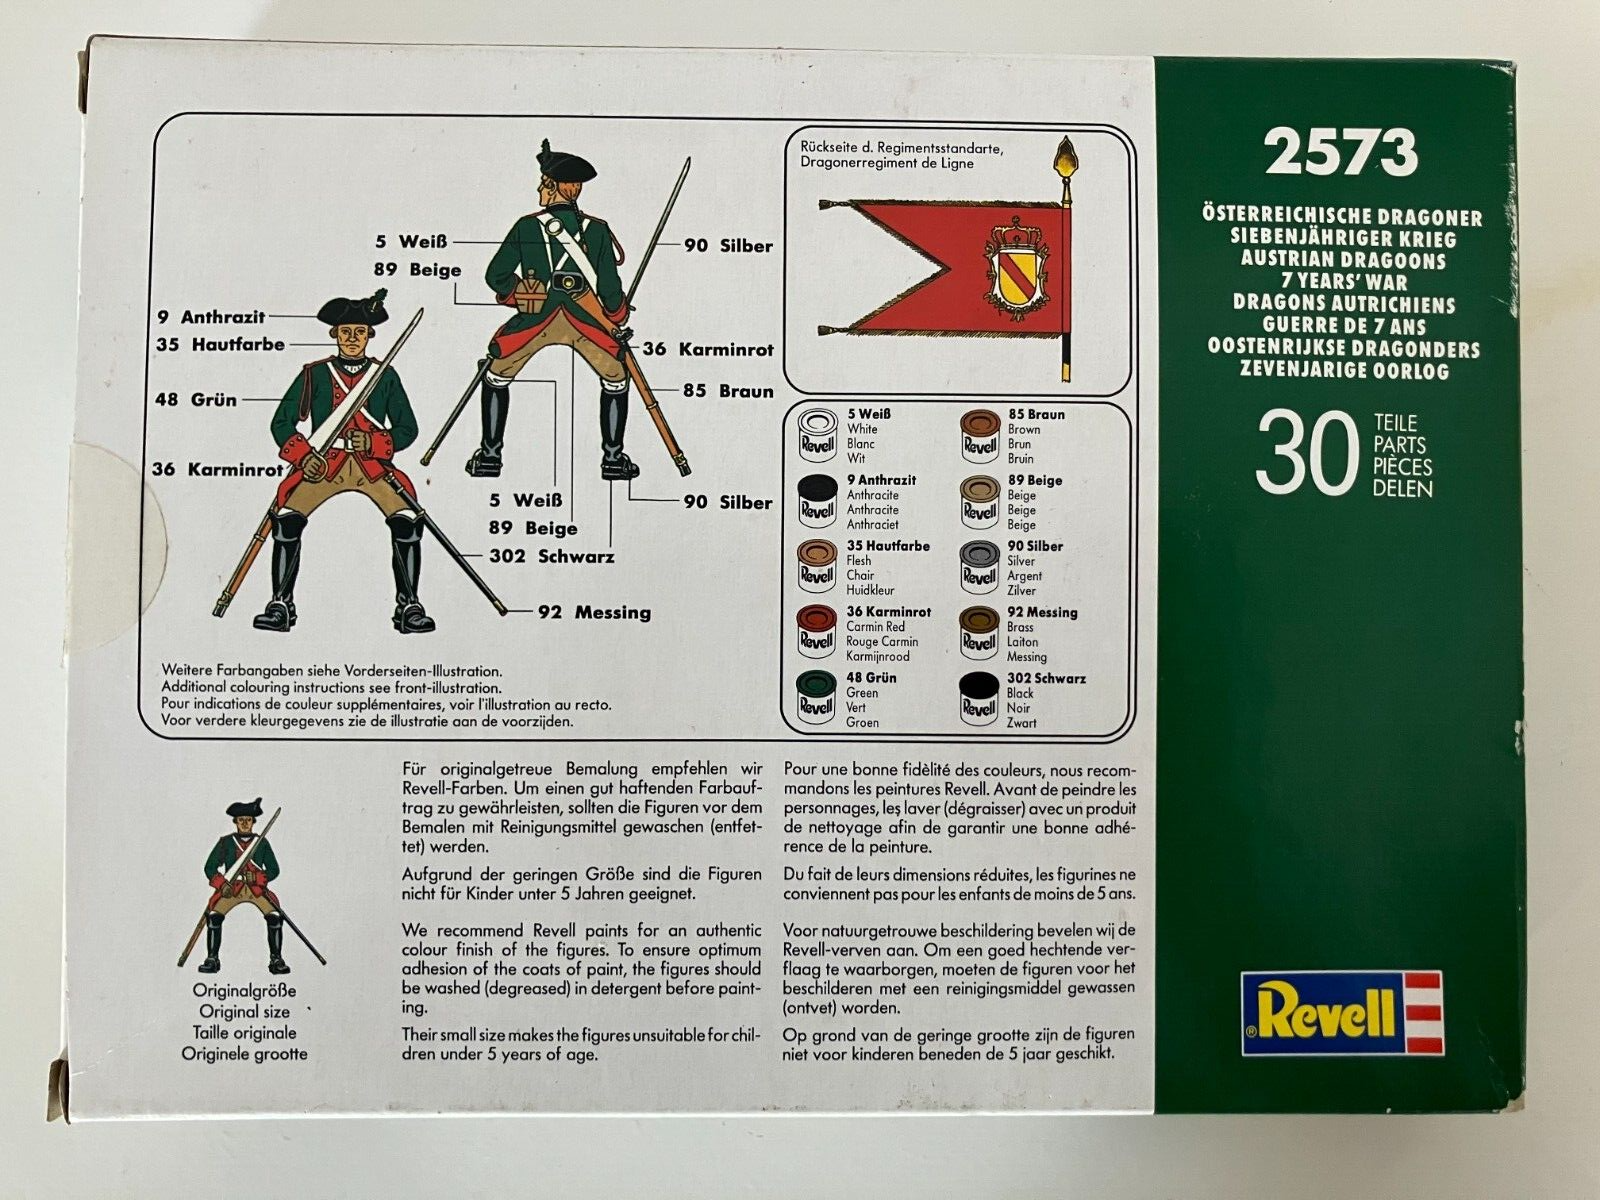 Rückseite d. Regimentsstandarte,
Dragonerregiment de Ligne
5 Weiß
89 Beige
90 Silber
9 Anthrazit
35 Hautfarbe
36 Karminrot
48 Grün
85 Braun
36 Karminrot
5 Weiß
90 Silber
89 Beige
302 Schwarz
92 Messing
Weitere Farbangaben siehe Vorderseiten-Illustration.
Additional colouring instructions see front-illustration.
Pour indications de couleur supplémentaires, voir l'illustration au recto.
Voor verdere kleurgegevens zie de illustratie aan de voorzijden.
5 Weiß
White
Blanc
Wit
Revell
9 Anthrazit
Anthracite
Anthracite
Anthraciet
Revell
35 Hautfarbe
Flesh
Chair
Huidkleur
Revell
36 Karminrot
Carmin Red
Rouge Carmin
Karmijnrood
Revell
48 Grün
Green
Vert
Groen
Revell
85 Braun
Brown
Brun
Bruin
Revell
89 Beige
Beige
Beige
Beige
Revell
90 Silber
Silver
Argent
Zilver
Revell
92 Messing
Brass
Laiton
Messing
Revell
302 Schwarz
Black
Noir
Zwart
Revell
Originalgröße
Original size
Taille originale
Originele grootte
Für originalgetreue Bemalung empfehlen wir
Revell-Farben. Um einen gut haftenden Farbauf-
trag zu gewährleisten, sollten die Figuren vor dem
Bemalen mit Reinigungsmittel gewaschen (entfet-
tet) werden.
Aufgrund der geringen Größe sind die Figuren
nicht für Kinder unter 5 Jahren geeignet.
We recommend Revell paints for an authentic
colour finish of the figures. To ensure optimum
adhesion of the coats of paint, the figures should
be washed (degreased) in detergent before paint-
ing.
Their small size makes the figures unsuitable for chil-
dren under 5 years of age.
Pour une bonne fidèlité des couleurs, nous recom-
mandons les peintures Revell. Avant de peindre les
personnages, les laver (dégraisser) avec un produit
de nettoyage afin de garantir une bonne adhé-
rence de la peinture.
Du fait de leurs dimensions réduites, les figurines ne
conviennent pas pour les enfants de moins de 5 ans.
Voor natuurgetrouwe beschildering bevelen wij de
Revell-verven aan. Om een goed hechtende ver-
flaag te waarborgen, moeten de figuren voor het
beschilderen met een reinigingsmiddel gewassen
(ontvet) worden.
Op grond van de geringe grootte zijn de figuren
niet voor kinderen beneden de 5 jaar geschikt.
2573
ÖSTERREICHISCHE DRAGONER
SIEBENJÄHRIGER KRIEG
AUSTRIAN DRAGOONS
7 YEARS' WAR
DRAGONS AUTRICHIENS
GUERRE DE 7 ANS
OOSTENRIJKSE DRAGONDERS
ZEVENJARIGE OORLOG
30
TEILE
PARTS
PIÈCES
DELEN
® Revell